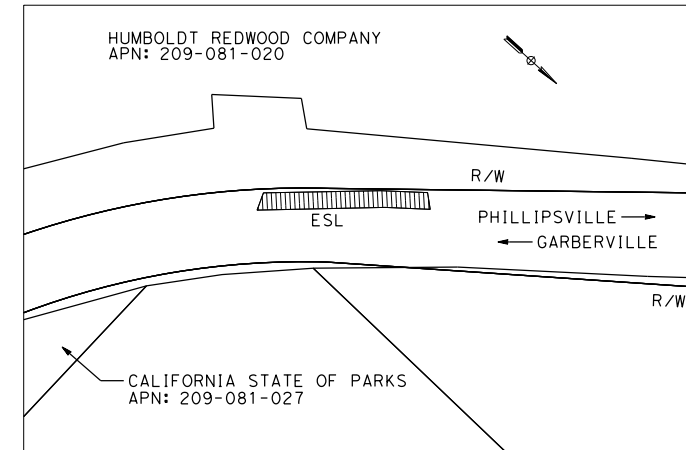 HUMBOLDT REDWOOD COMPANY
APN: 209-081-020
R/W
ESL
PHILLIPSVILLE
GARBERVILLE
R/W
CALIFORNIA STATE OF PARKS
APN: 209-081-027